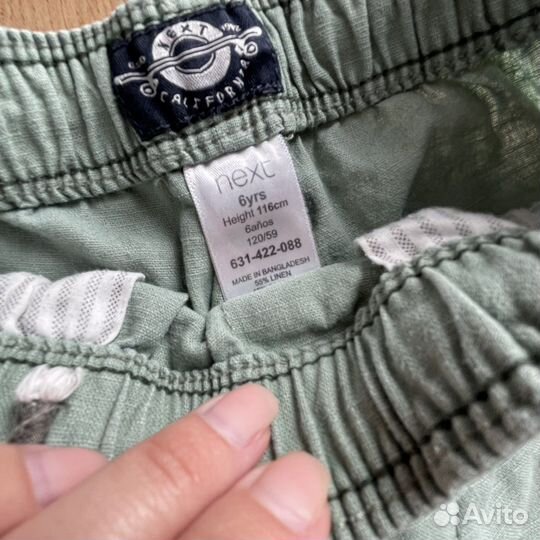 NEXT
CALIFORNIA
next
6yrs
Height 116cm
6años
120/59
631-422-088
MADE IN BANGLADESH
55% LINEN
Avito